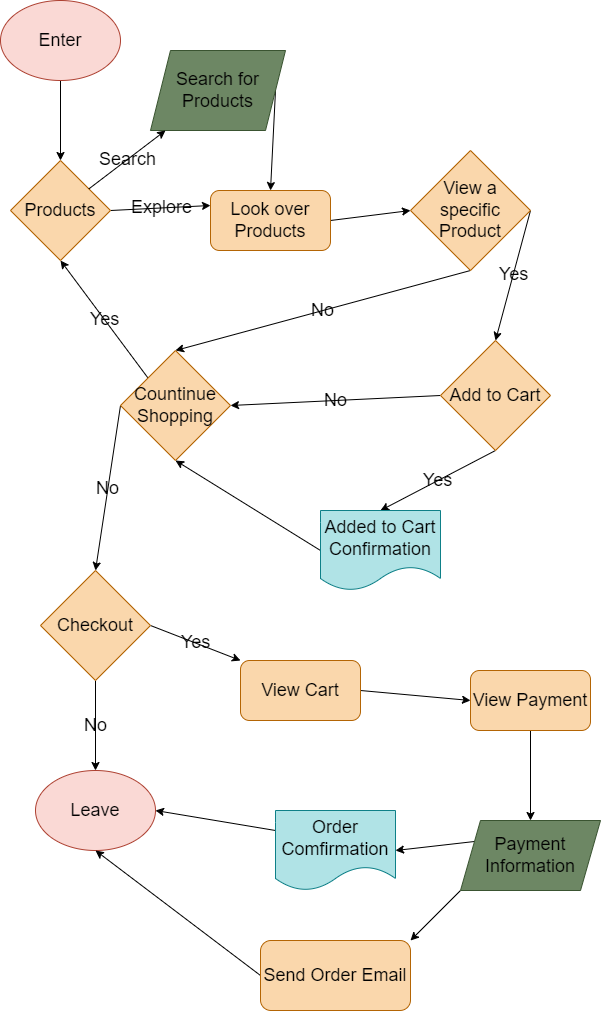 Enter
Search for
Products
Search
Products
Explore
Look over
Products
View a
specific
Product
Yes
No
Yes
Countinue
Shopping
No
Add to Cart
No
Yes
Added to Cart
Confirmation
Checkout
Yes
View Cart
View Payment
No
Leave
Order
Comfirmation
Payment
Information
Send Order Email